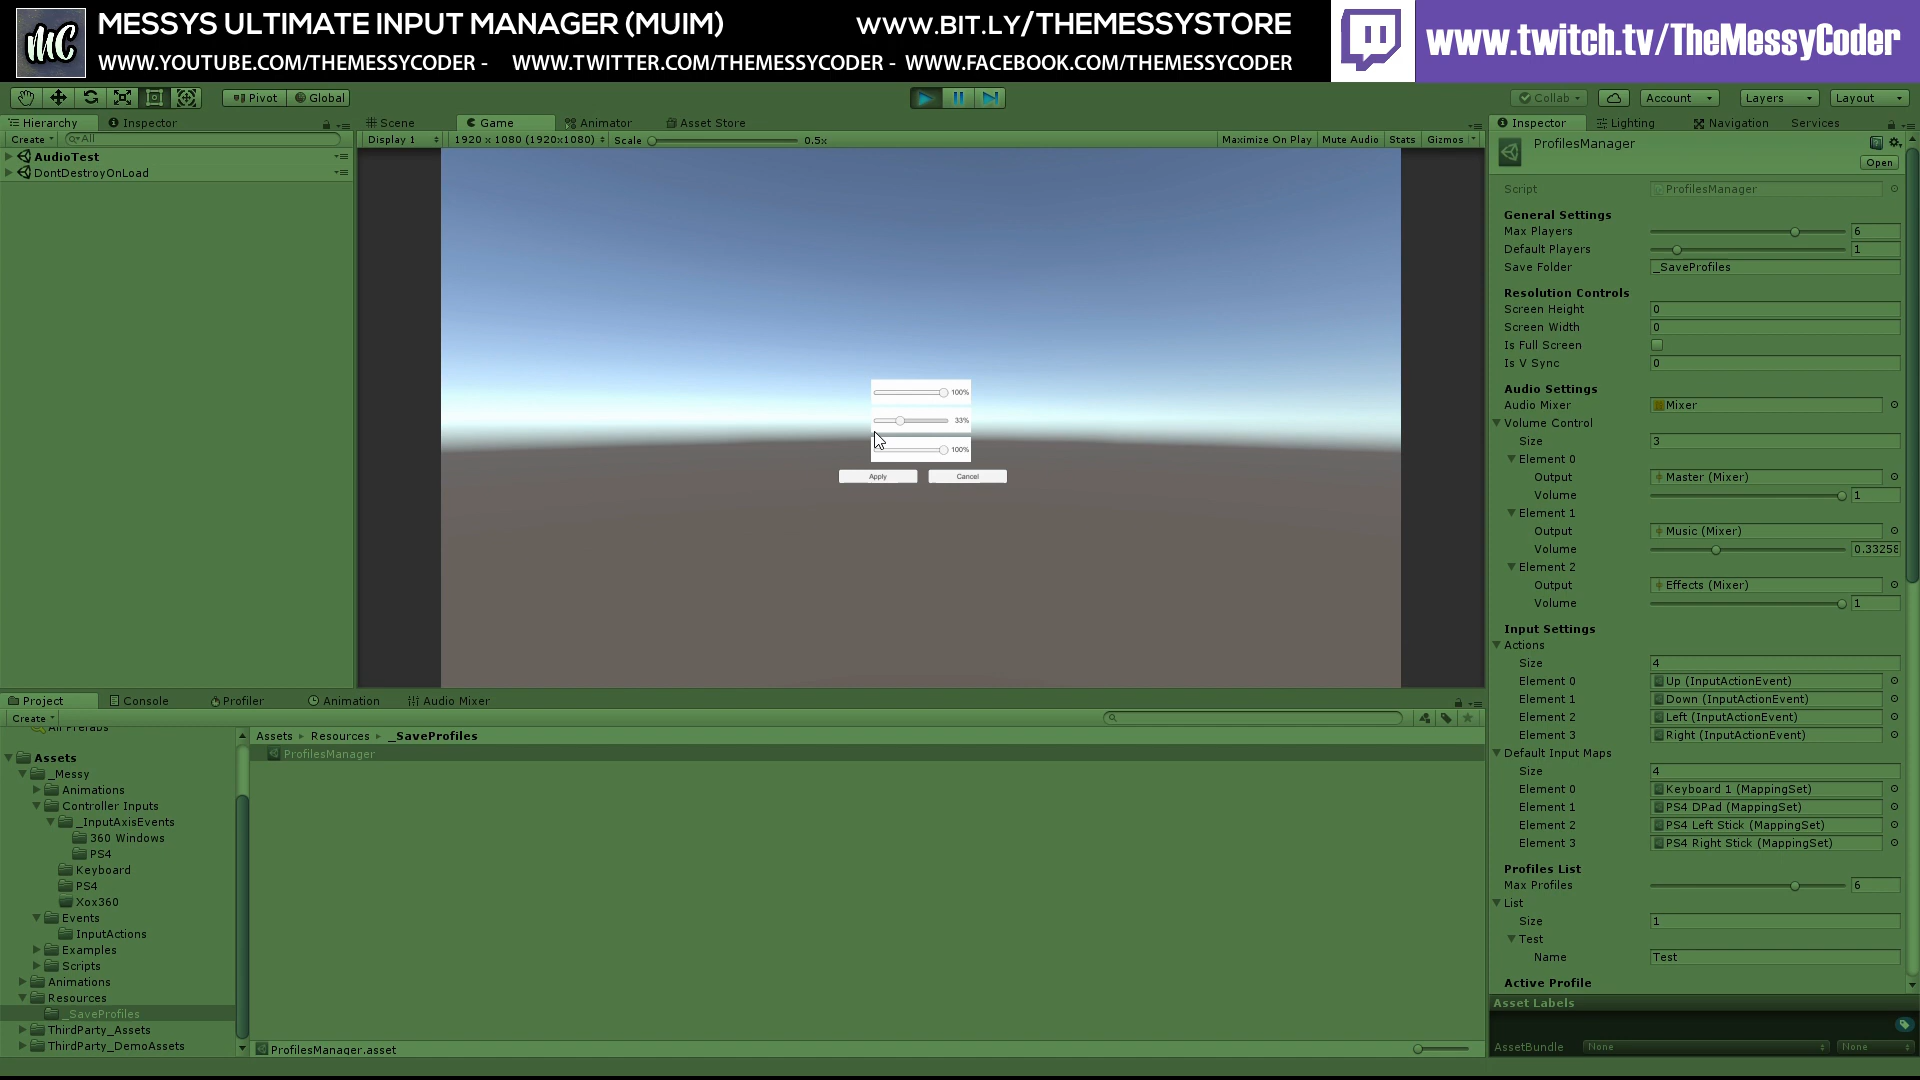 MC
MESSYS ULTIMATE INPUT MANAGER (MUIM)
WWW.BIT.LY/THEMESSYSTORE
WWW.YOUTUBE.COM/THEMESSYCODER - WWW.TWITTER.COM/THEMESSYCODER - WWW.FACEBOOK.COM/THEMESSYCODER
www.twitch.tv/TheMessyCoder
Pivot
Global
Collab
Account
Layers
Layout
Hierarchy
Inspector
Create
All
AudioTest
DontDestroyOnLoad
Scene
Game
Animator
Asset Store
Display 1
1920 x 1080 (1920x1080)
Scale
0.5x
Maximize On Play
Mute Audio
Stats
Gizmos
100%
33%
100%
Apply
Cancel
Inspector
Lighting
Navigation
Services
ProfilesManager
Open
Script
ProfilesManager
General Settings
Max Players
6
Default Players
1
Save Folder
_SaveProfiles
Resolution Controls
Screen Height
0
Screen Width
0
Is Full Screen
Is V Sync
0
Audio Settings
Audio Mixer
Mixer
Volume Control
Size
3
Element 0
Output
Master (Mixer)
Volume
1
Element 1
Output
Music (Mixer)
Volume
0.33258
Element 2
Output
Effects (Mixer)
Volume
1
Input Settings
Actions
Size
4
Element 0
Up (InputActionEvent)
Element 1
Down (InputActionEvent)
Element 2
Left (InputActionEvent)
Element 3
Right (InputActionEvent)
Default Input Maps
Size
4
Element 0
Keyboard 1 (MappingSet)
Element 1
PS4 DPad (MappingSet)
Element 2
PS4 Left Stick (MappingSet)
Element 3
PS4 Right Stick (MappingSet)
Profiles List
Max Profiles
6
List
Size
1
Test
Name
Test
Active Profile
Asset Labels
AssetBundle
None
None
Project
Console
Profiler
Animation
Audio Mixer
Create
All Prefabs
Assets
_Messy
Animations
Controller Inputs
_InputAxisEvents
360 Windows
PS4
Keyboard
PS4
Xox360
Events
InputActions
Examples
Scripts
Animations
Resources
_SaveProfiles
ThirdParty_Assets
ThirdParty_DemoAssets
Assets
Resources
_SaveProfiles
ProfilesManager
ProfilesManager.asset